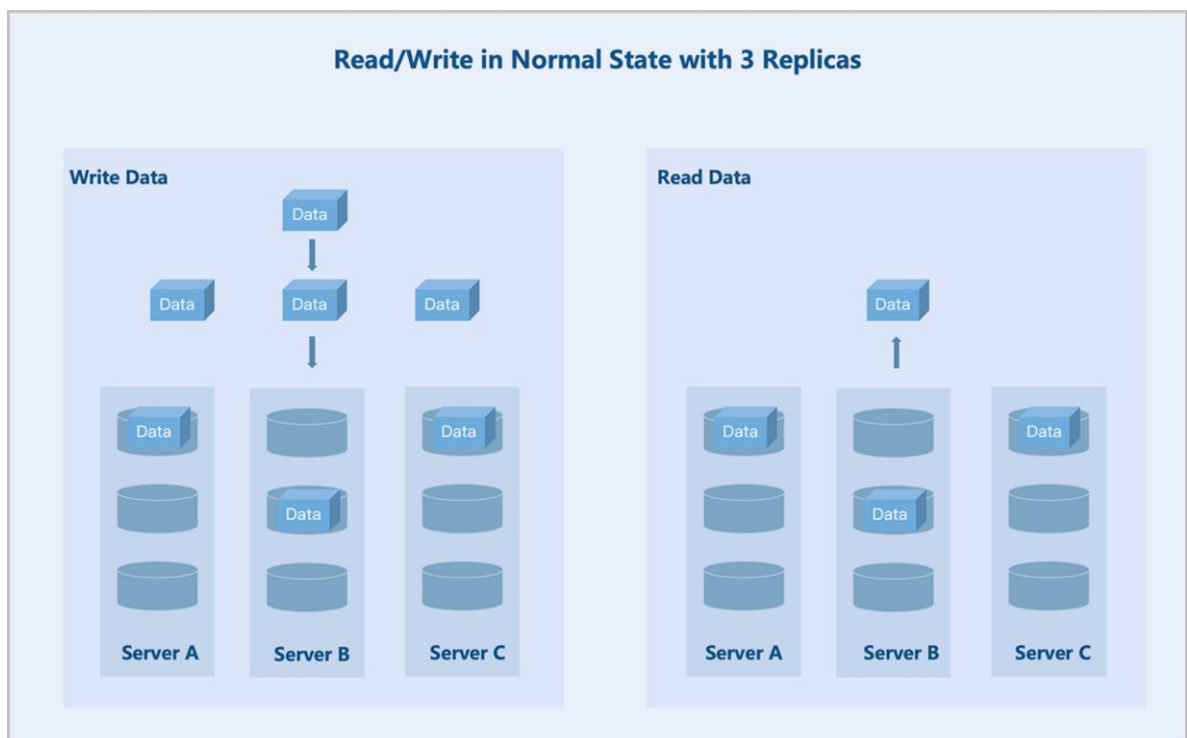 Read/Write in Normal State with 3 Replicas
Write Data
Data
Data
Data
Data
Data
Data
Data
Server A
Server B
Server C
Read Data
Data
Data
Data
Data
Server A
Server B
Server C